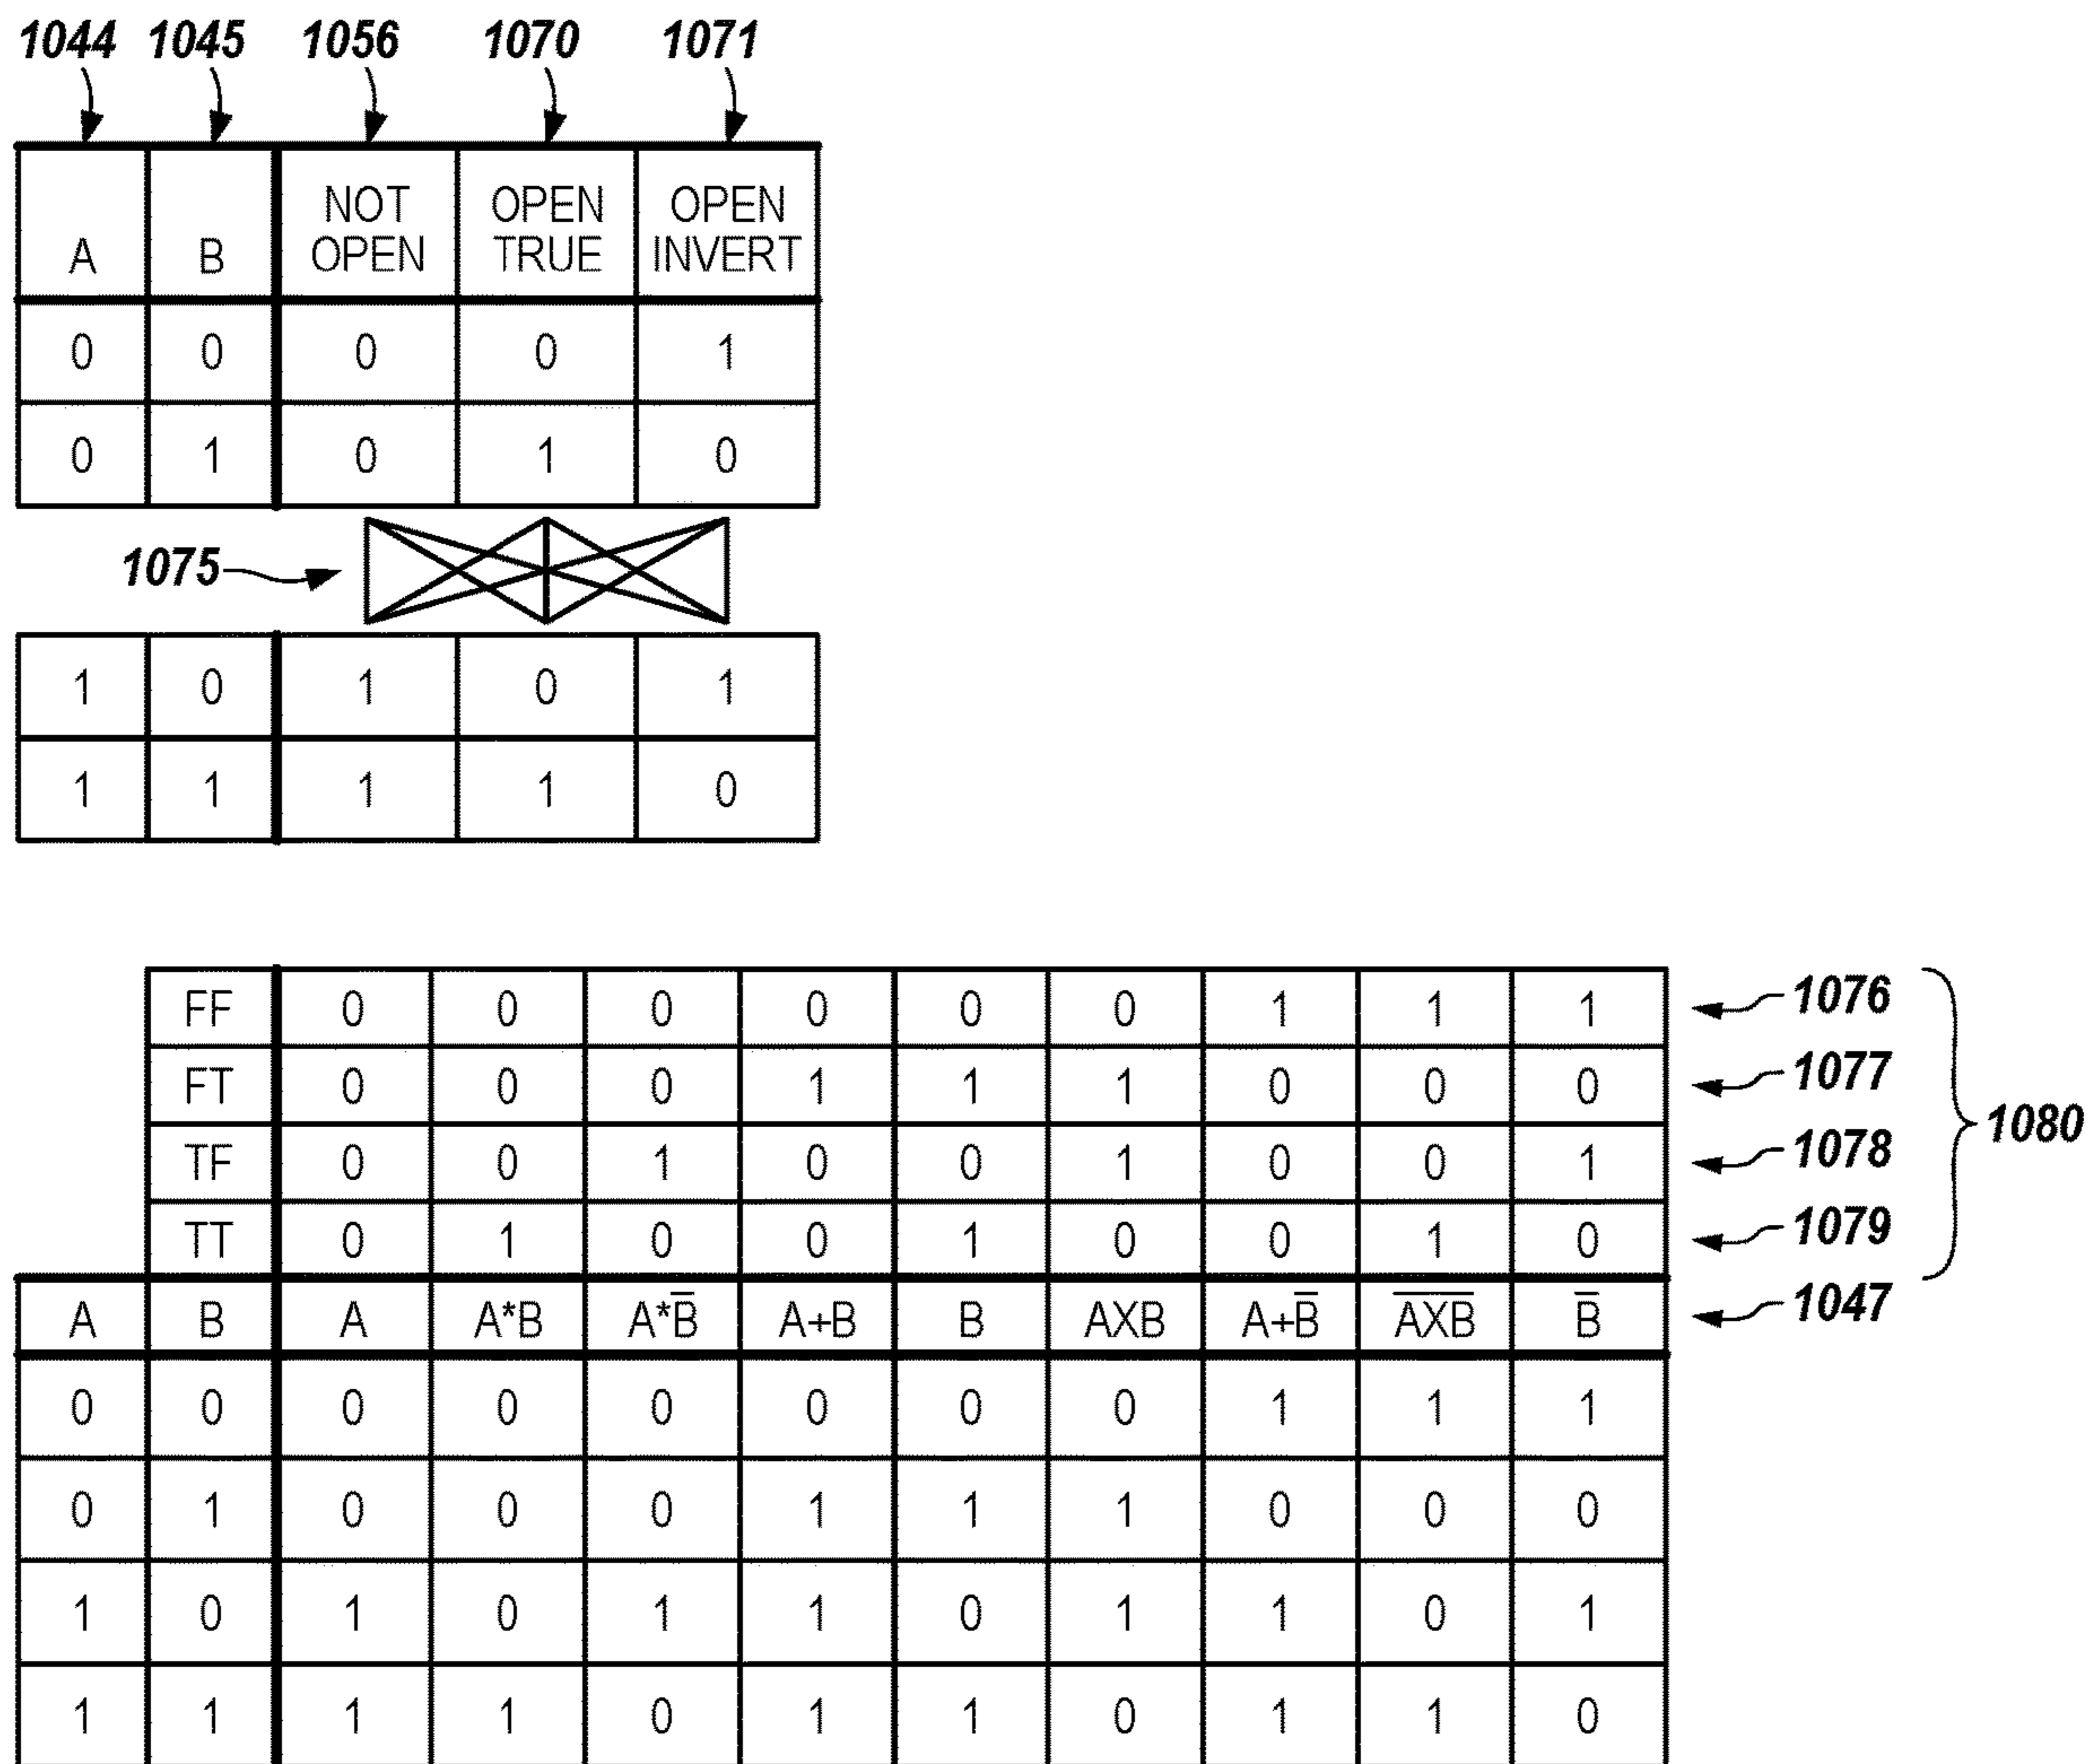 1044 1045 1056 1070 1071
A B NOT OPEN OPEN TRUE OPEN INVERT
0 0 0 0 1
0 1 0 1 0
1075
1 0 1 0 1
1 1 1 1 0
FF 0 0 0 0 0 0 1 1 1 1076
FT 0 0 0 1 1 1 0 0 0 1077
1080
TF 0 0 1 0 0 1 0 0 1 1078
TT 0 1 0 0 1 0 0 1 0 1079
A B A A*B A*B̅ A+B B AXB A+B̅ A̅X̅B̅ B̅ 1047
0 0 0 0 0 0 0 0 1 1 1
0 1 0 0 0 1 1 1 0 0 0
1 0 1 0 1 1 0 1 1 0 1
1 1 1 1 0 1 1 0 1 1 0